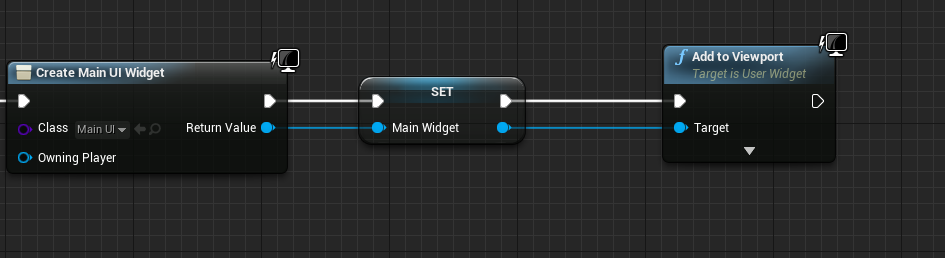 Create Main UI Widget
Class
Main UI
Return Value
Owning Player
SET
Main Widget
f Add to Viewport
Target is User Widget
Target